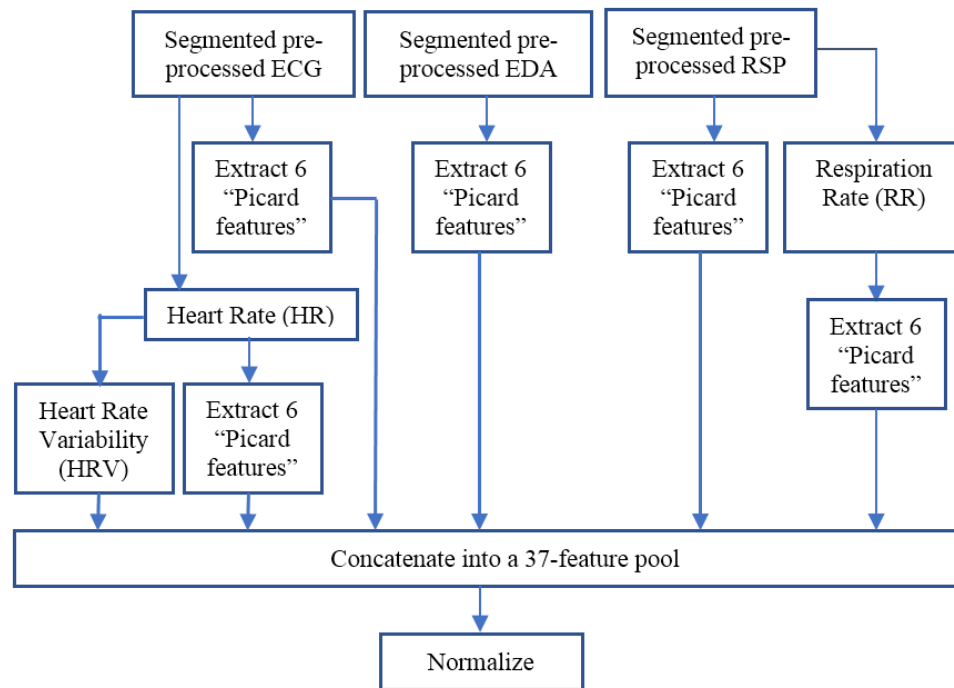 Segmented pre-
processed ECG
Segmented pre-
processed EDA
Segmented pre-
processed RSP
Extract 6
“Picard
features”
Extract 6
“Picard
features”
Extract 6
“Picard
features”
Respiration
Rate (RR)
Heart Rate (HR)
Extract 6
“Picard
features”
Heart Rate
Variability
(HRV)
Extract 6
“Picard
features”
Concatenate into a 37-feature pool
Normalize